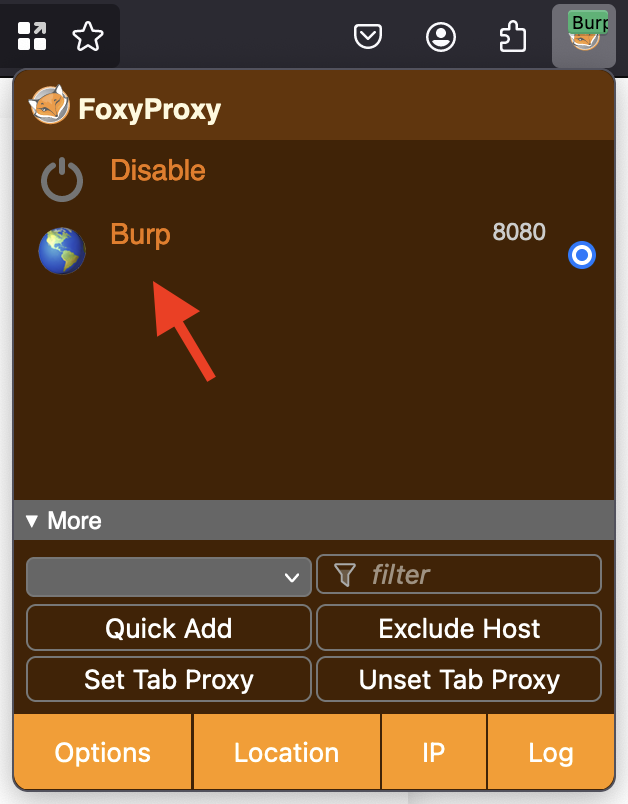 Burp
FoxyProxy
Disable
Burp 8080
▾ More
filter
Quick Add Exclude Host
Set Tab Proxy Unset Tab Proxy
Options Location IP Log